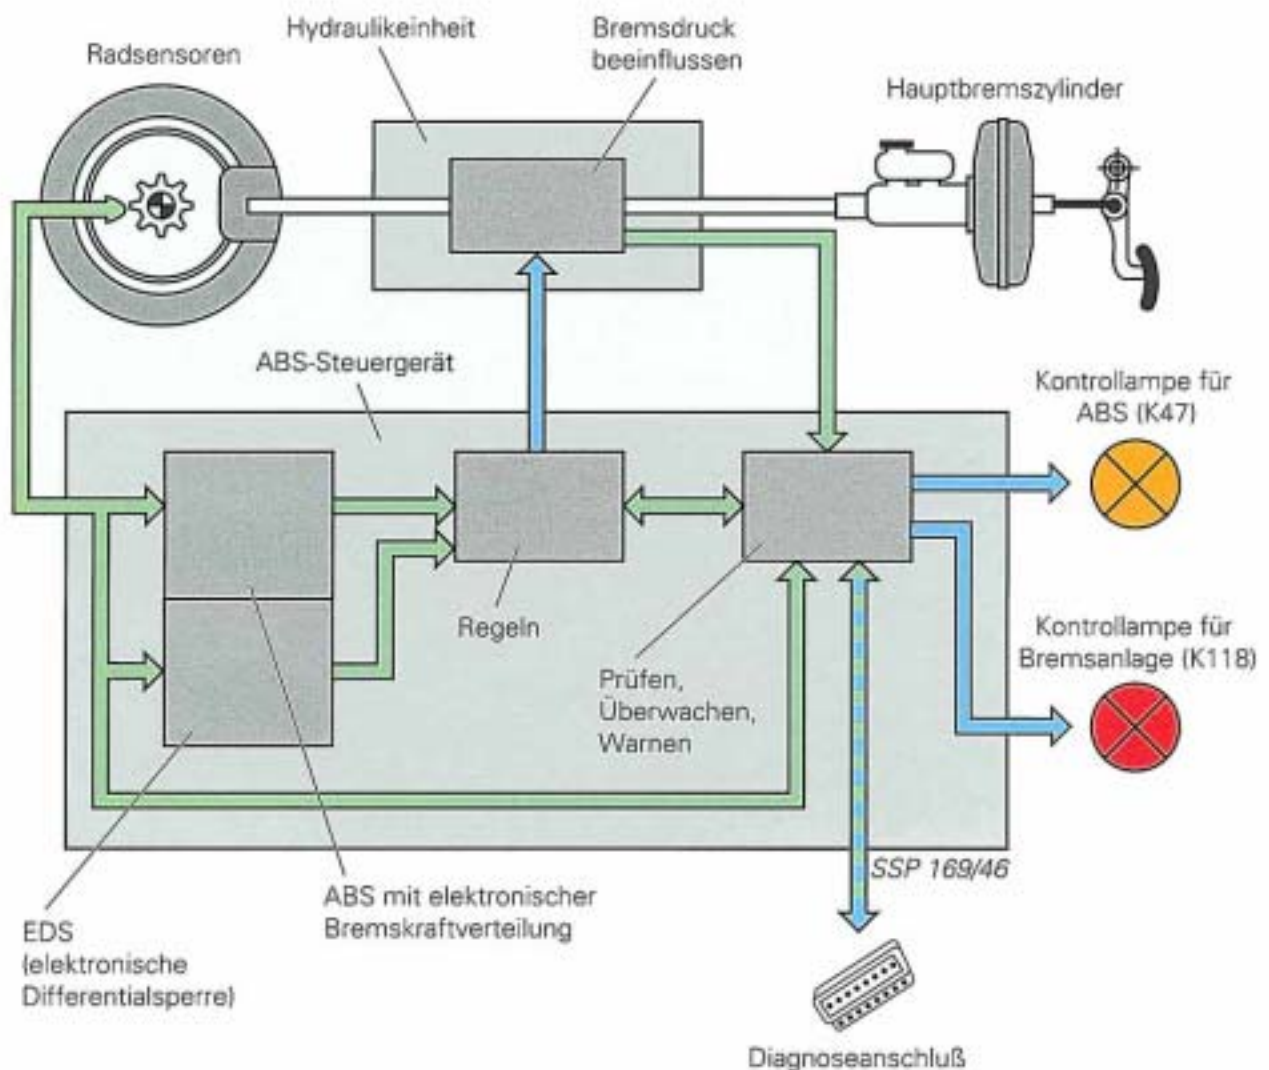 Radsensoren
Hydraulikeinheit
Bremsdruck
beeinflussen
Hauptbremszylinder
ABS-Steuergerät
Kontrollampe für
ABS (K47)
Regeln
Prüfen,
Überwachen,
Warnen
Kontrollampe für
Bremsanlage (K118)
SSP 169/46
ABS mit elektronischer
Bremskraftverteilung
EDS
(elektronische
Differentialsperre)
Diagnoseanschluß